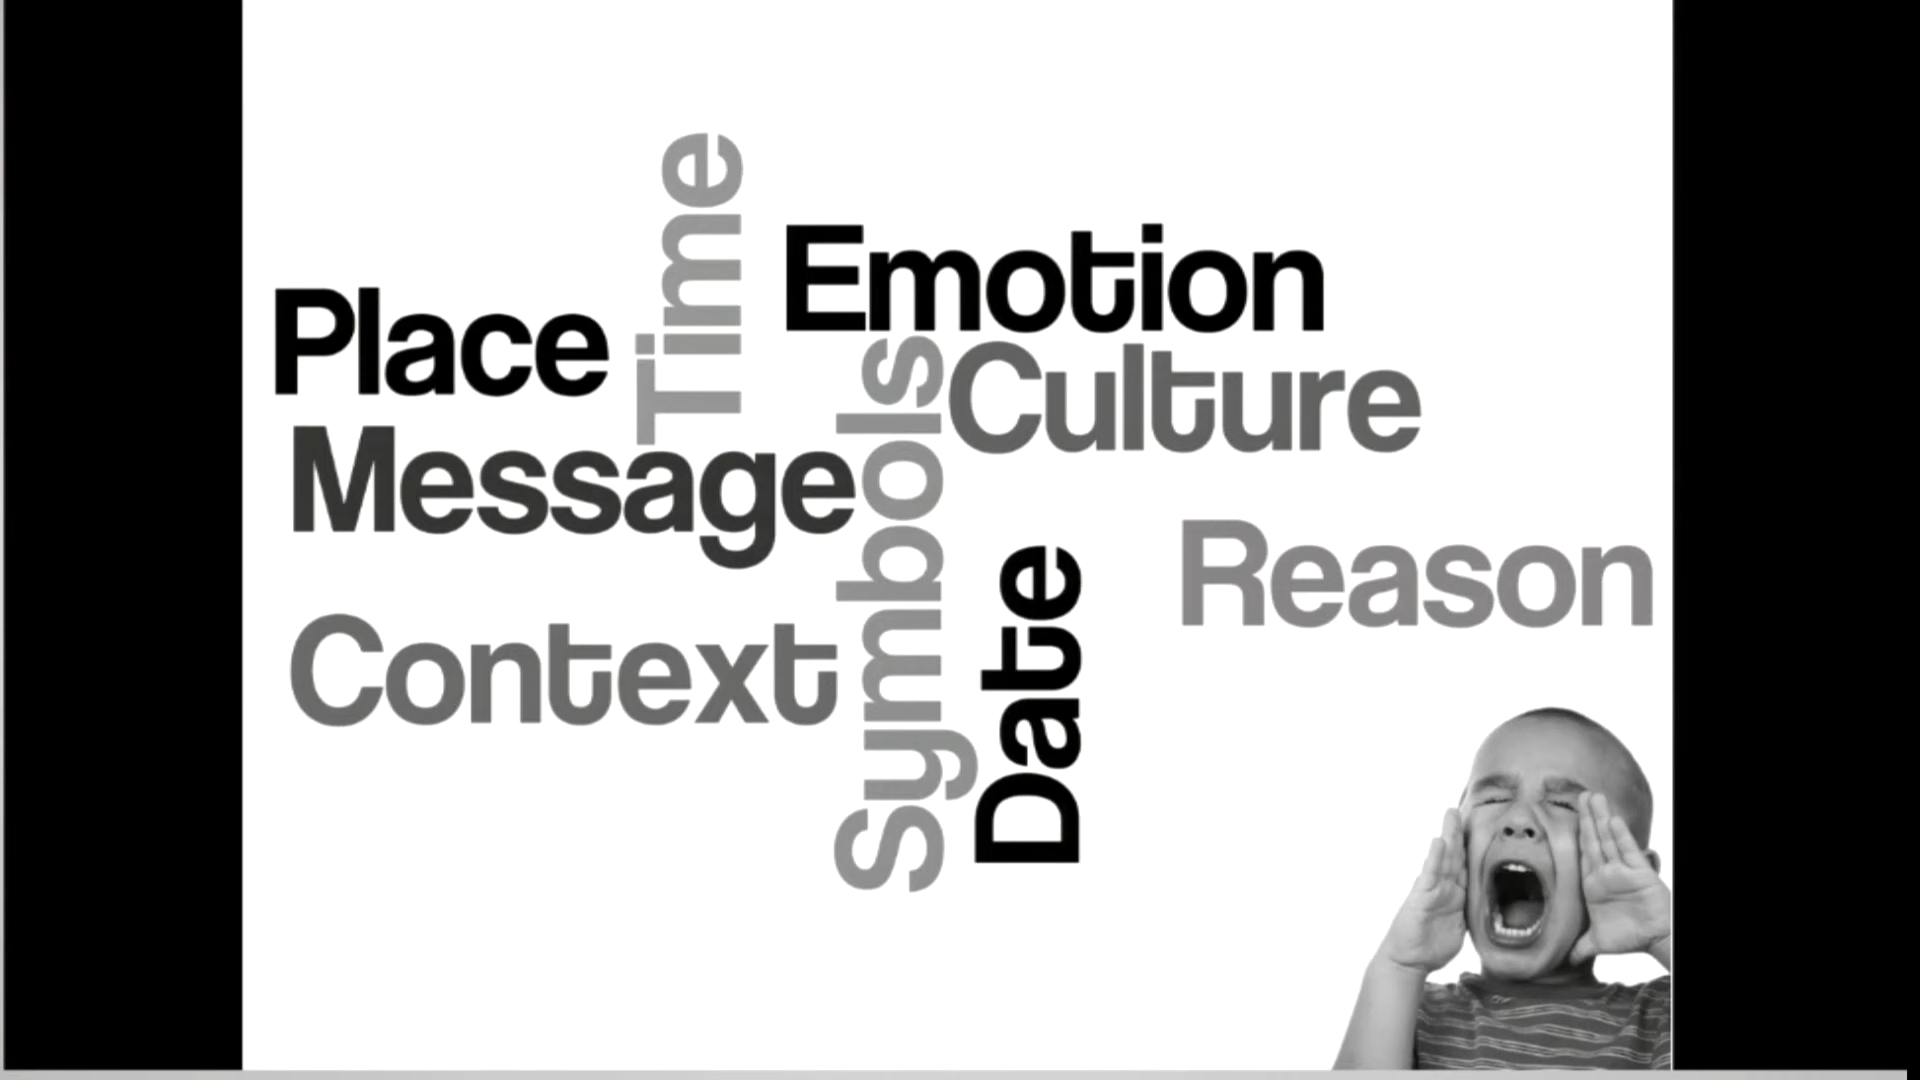 Time
Emotion
Place
Culture
Message
Symbols
Reason
Date
Context